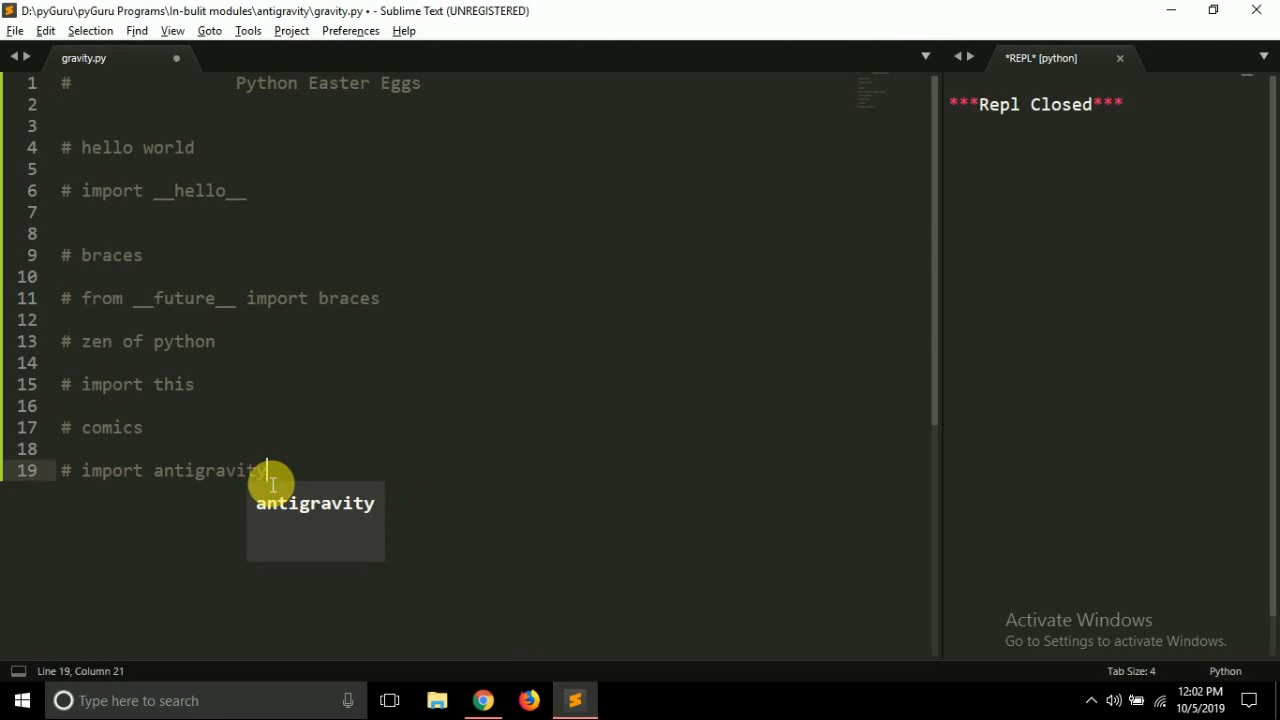 D:\pyGuru\pyGuru Programs\In-bulit modules\antigravity\gravity.py • - Sublime Text (UNREGISTERED)
File Edit Selection Find View Goto Tools Project Preferences Help
gravity.py
*REPL* [python]
1 # Python Easter Eggs
2
3
4 # hello world
5
6 # import __hello__
7
8
9 # braces
10
11 # from __future__ import braces
12
13 # zen of python
14
15 # import this
16
17 # comics
18
19 # import antigravity
antigravity
***Repl Closed***
Activate Windows
Go to Settings to activate Windows.
Line 19, Column 21
Tab Size: 4
Python
Type here to search
12:02 PM
10/5/2019